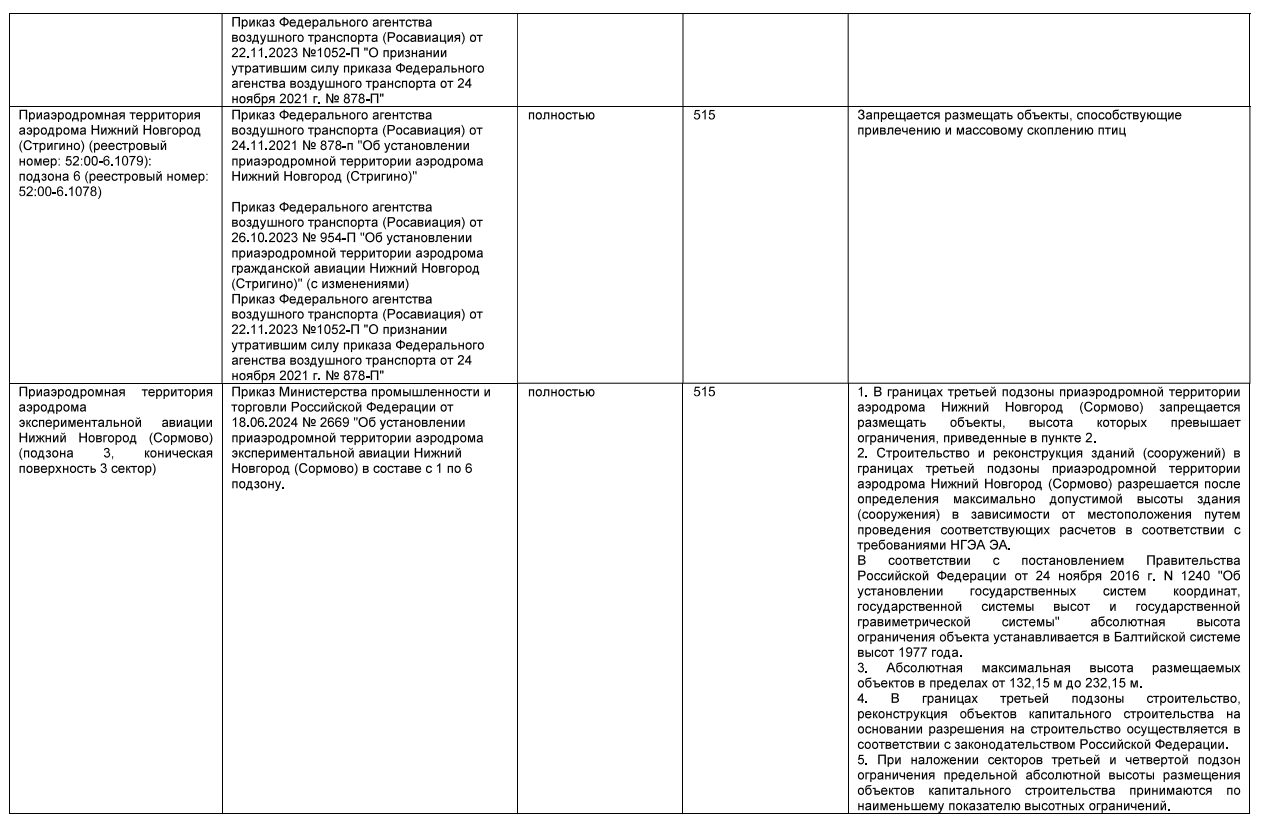 Приказ Федерального агентства
воздушного транспорта (Росавиация) от
22.11.2023 №1052-П "О признании
утратившим силу приказа Федерального
агенства воздушного транспорта от 24
ноября 2021 г. № 878-П"
Приаэродромная территория
аэродрома Нижний Новгород
(Стригино) (реестровый
номер: 52:00-6.1079):
подзона 6 (реестровый номер:
52:00-6.1078)
Приказ Федерального агентства
воздушного транспорта (Росавиация) от
24.11.2021 № 878-п "Об установлении
приаэродромной территории аэродрома
Нижний Новгород (Стригино)"
Приказ Федерального агентства
воздушного транспорта (Росавиация) от
26.10.2023 № 954-П "Об установлении
приаэродромной территории аэродрома
гражданской авиации Нижний Новгород
(Стригино)" (с изменениями)
Приказ Федерального агентства
воздушного транспорта (Росавиация) от
22.11.2023 №1052-П "О признании
утратившим силу приказа Федерального
агенства воздушного транспорта от 24
ноября 2021 г. № 878-П"
полностью
515
Запрещается размещать объекты, способствующие
привлечению и массовому скоплению птиц
Приаэродромная территория
аэродрома
экспериментальной авиации
Нижний Новгород (Сормово)
(подзона 3, коническая
поверхность 3 сектор)
Приказ Министерства промышленности и
торговли Российской Федерации от
18.06.2024 № 2669 "Об установлении
приаэродромной территории аэродрома
экспериментальной авиации Нижний
Новгород (Сормово) в составе с 1 по 6
подзону.
полностью
515
1. В границах третьей подзоны приаэродромной территории
аэродрома Нижний Новгород (Сормово) запрещается
размещать объекты, высота которых превышает
ограничения, приведенные в пункте 2.
2. Строительство и реконструкция зданий (сооружений) в
границах третьей подзоны приаэродромной территории
аэродрома Нижний Новгород (Сормово) разрешается после
определения максимально допустимой высоты здания
(сооружения) в зависимости от местоположения путем
проведения соответствующих расчетов в соответствии с
требованиями НГЭА ЭА.
В соответствии с постановлением Правительства
Российской Федерации от 24 ноября 2016 г. N 1240 "Об
установлении государственных систем координат,
государственной системы высот и государственной
гравиметрической системы" абсолютная высота
ограничения объекта устанавливается в Балтийской системе
высот 1977 года.
3. Абсолютная максимальная высота размещаемых
объектов в пределах от 132,15 м до 232,15 м.
4. В границах третьей подзоны строительство,
реконструкция объектов капитального строительства на
основании разрешения на строительство осуществляется в
соответствии с законодательством Российской Федерации.
5. При наложении секторов третьей и четвертой подзон
ограничения предельной абсолютной высоты размещения
объектов капитального строительства принимаются по
наименьшему показателю высотных ограничений.